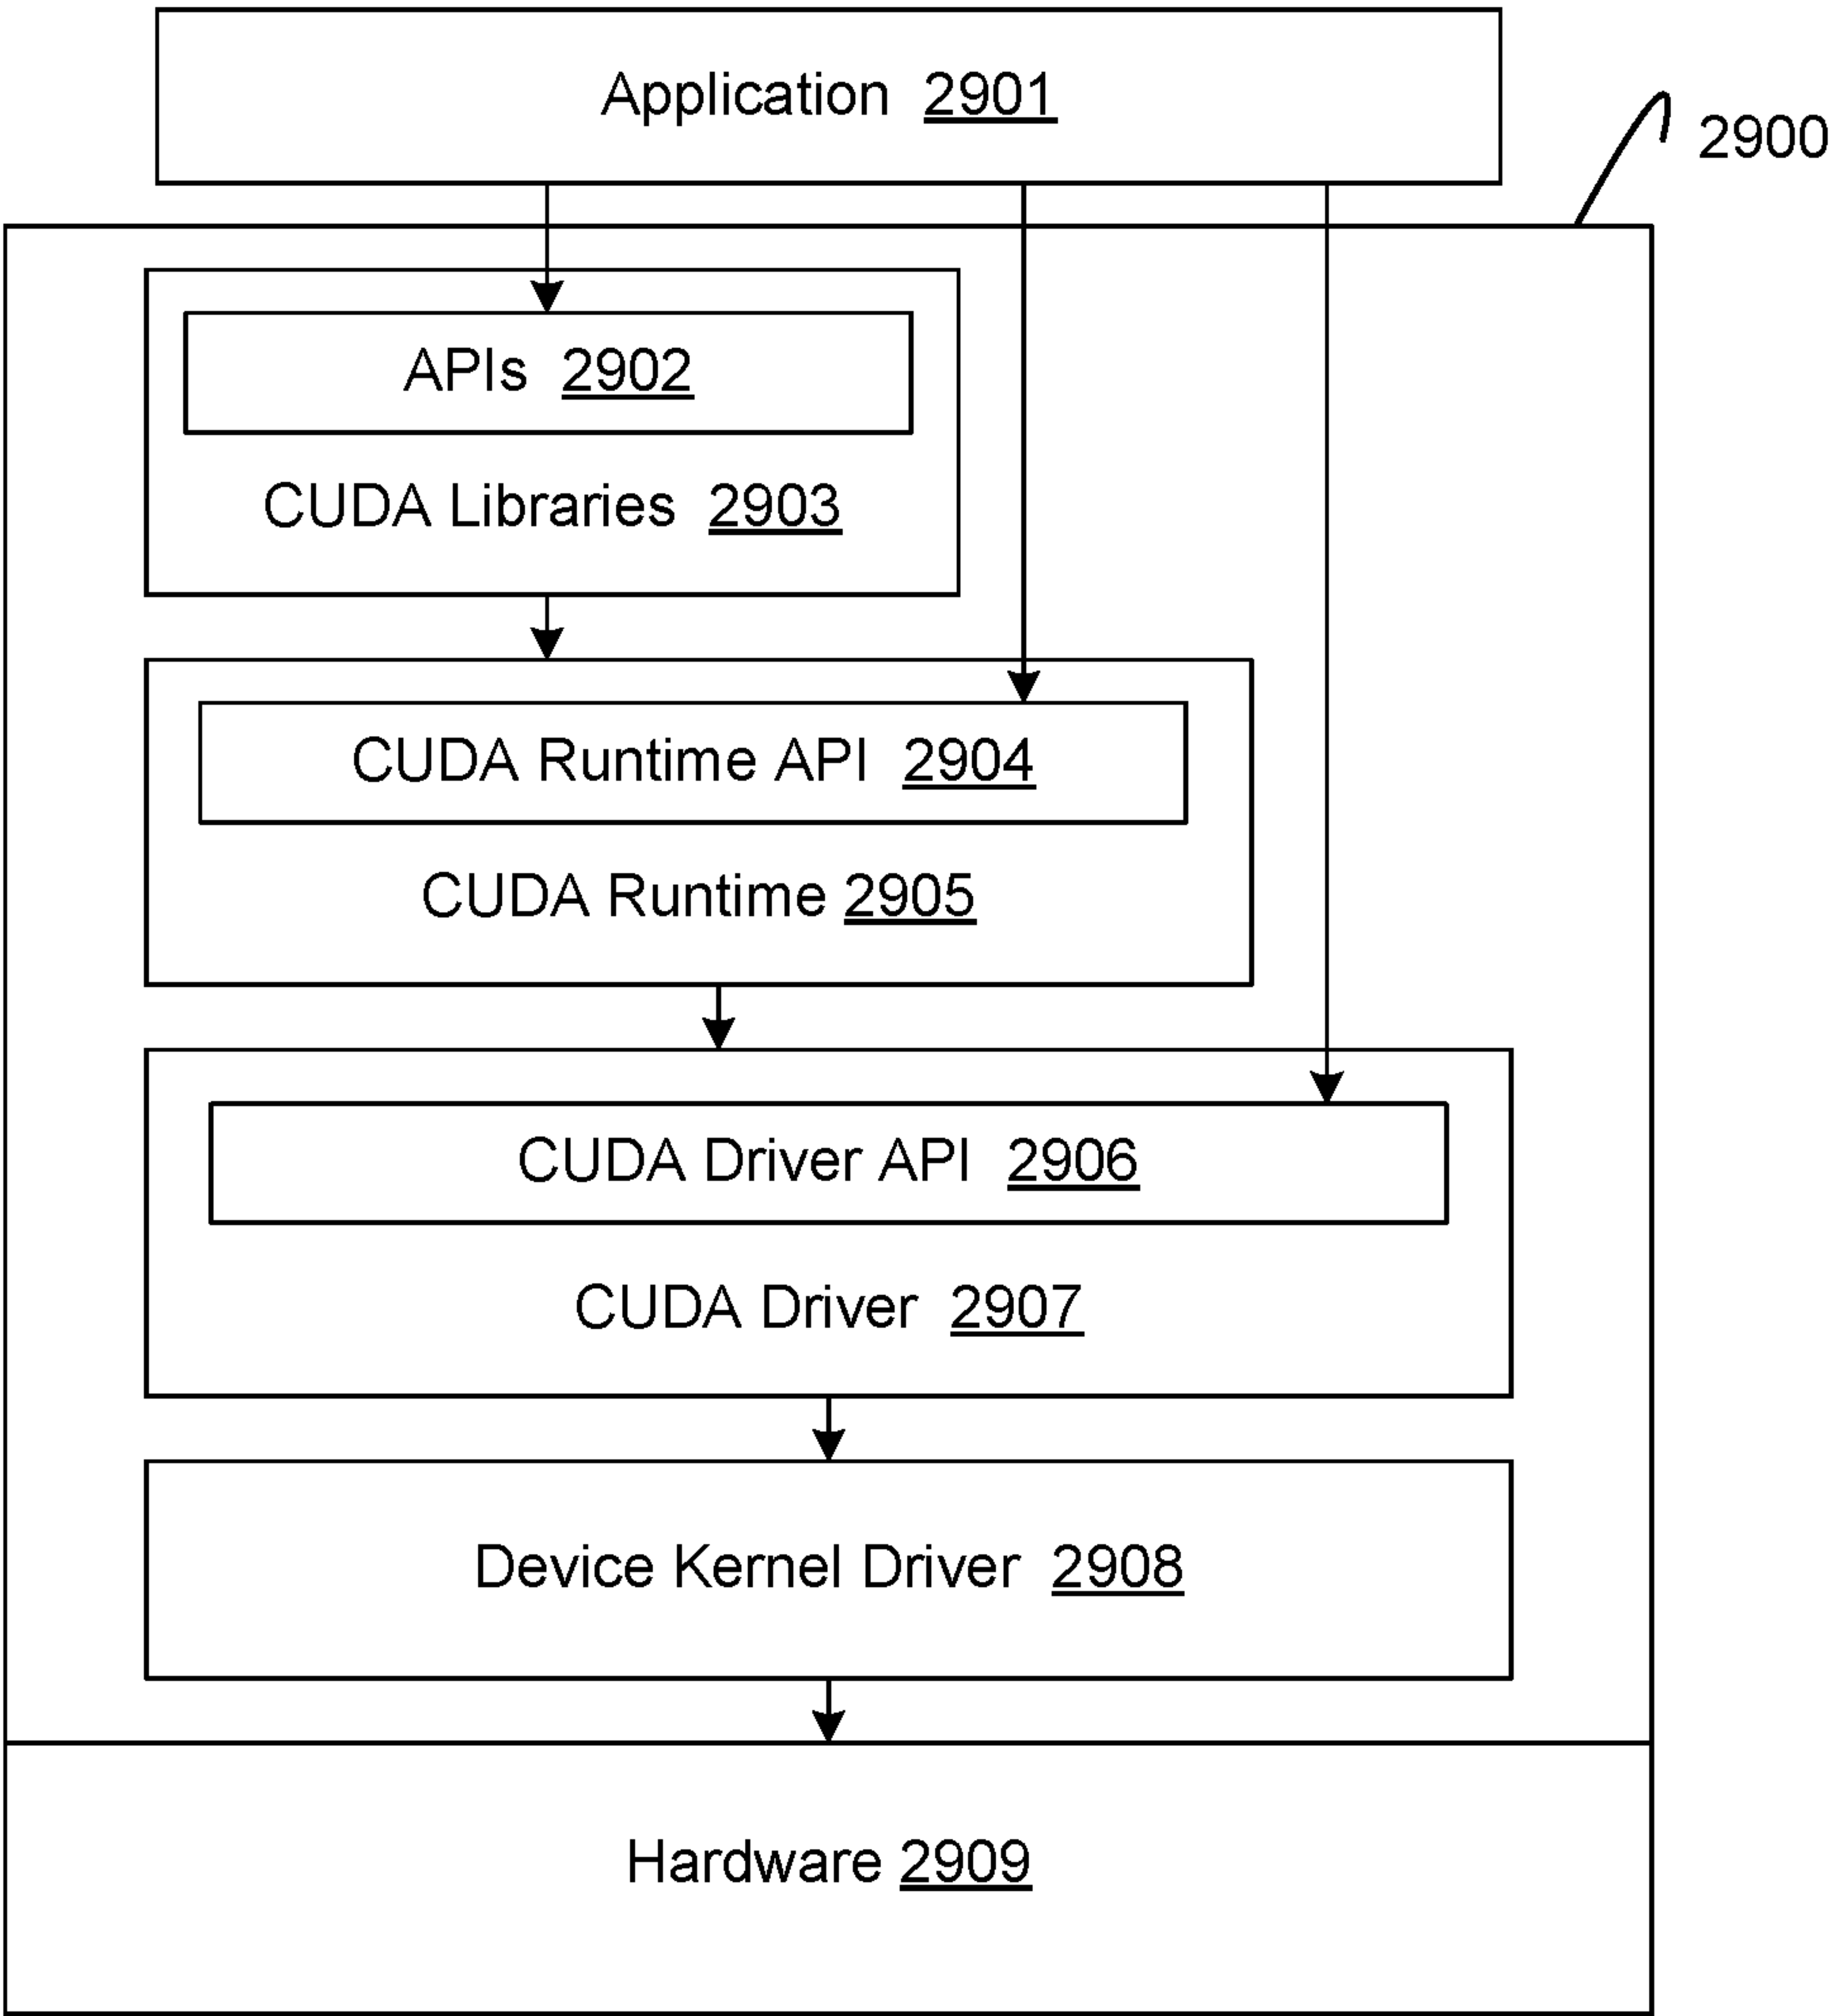 Application 2901
2900
APIs 2902
CUDA Libraries 2903
CUDA Runtime API 2904
CUDA Runtime 2905
CUDA Driver API 2906
CUDA Driver 2907
Device Kernel Driver 2908
Hardware 2909